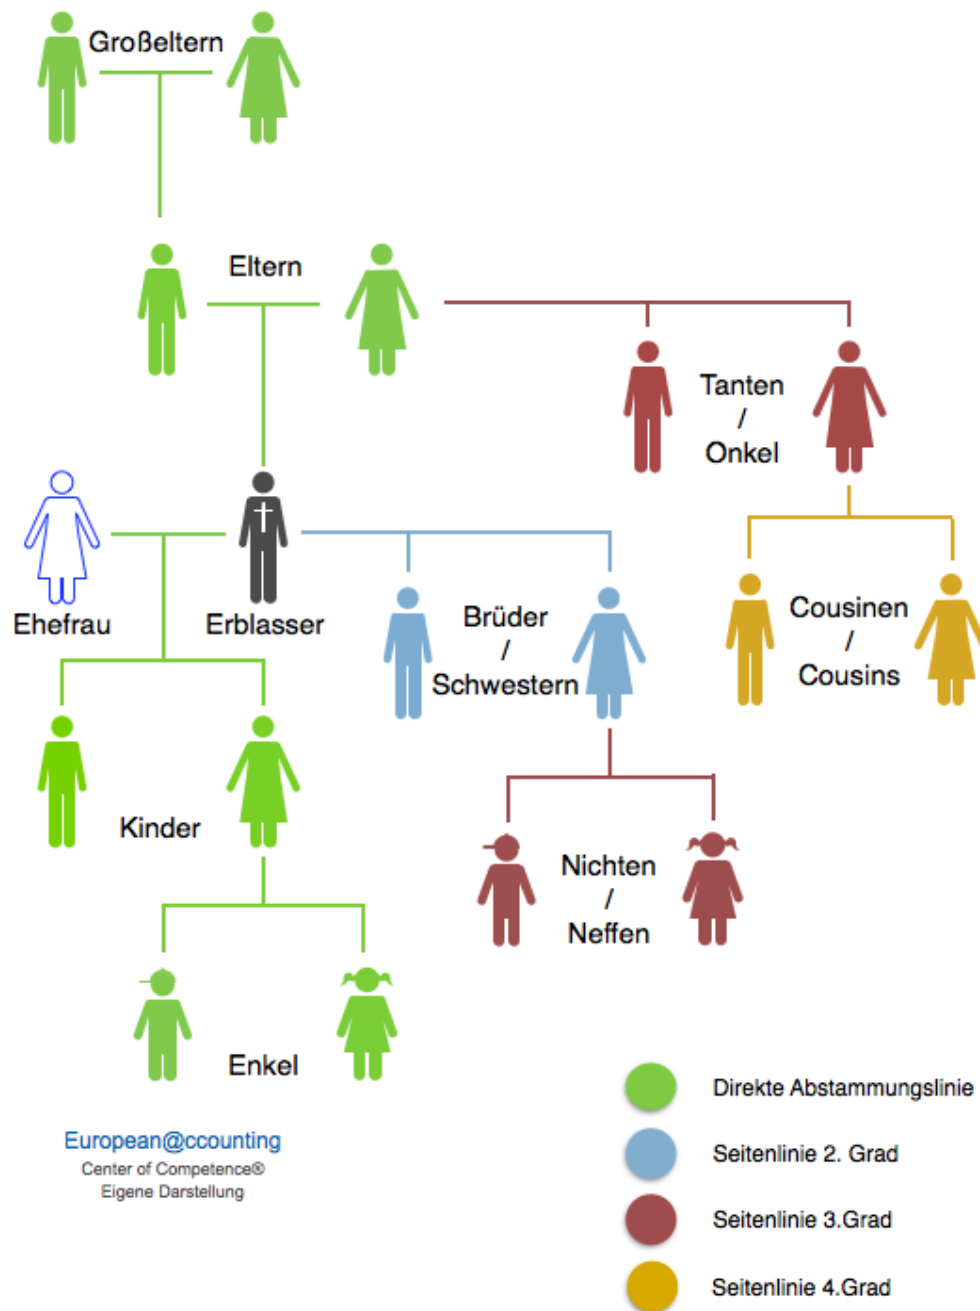 Großeltern
Eltern
Tanten
/
Onkel
Ehefrau
Erblasser
Brüder
/
Schwestern
Cousinen
/
Cousins
Kinder
Nichten
/
Neffen
Enkel
European@ccounting
Center of Competence®
Eigene Darstellung
Direkte Abstammungslinie
Seitenlinie 2. Grad
Seitenlinie 3.Grad
Seitenlinie 4.Grad